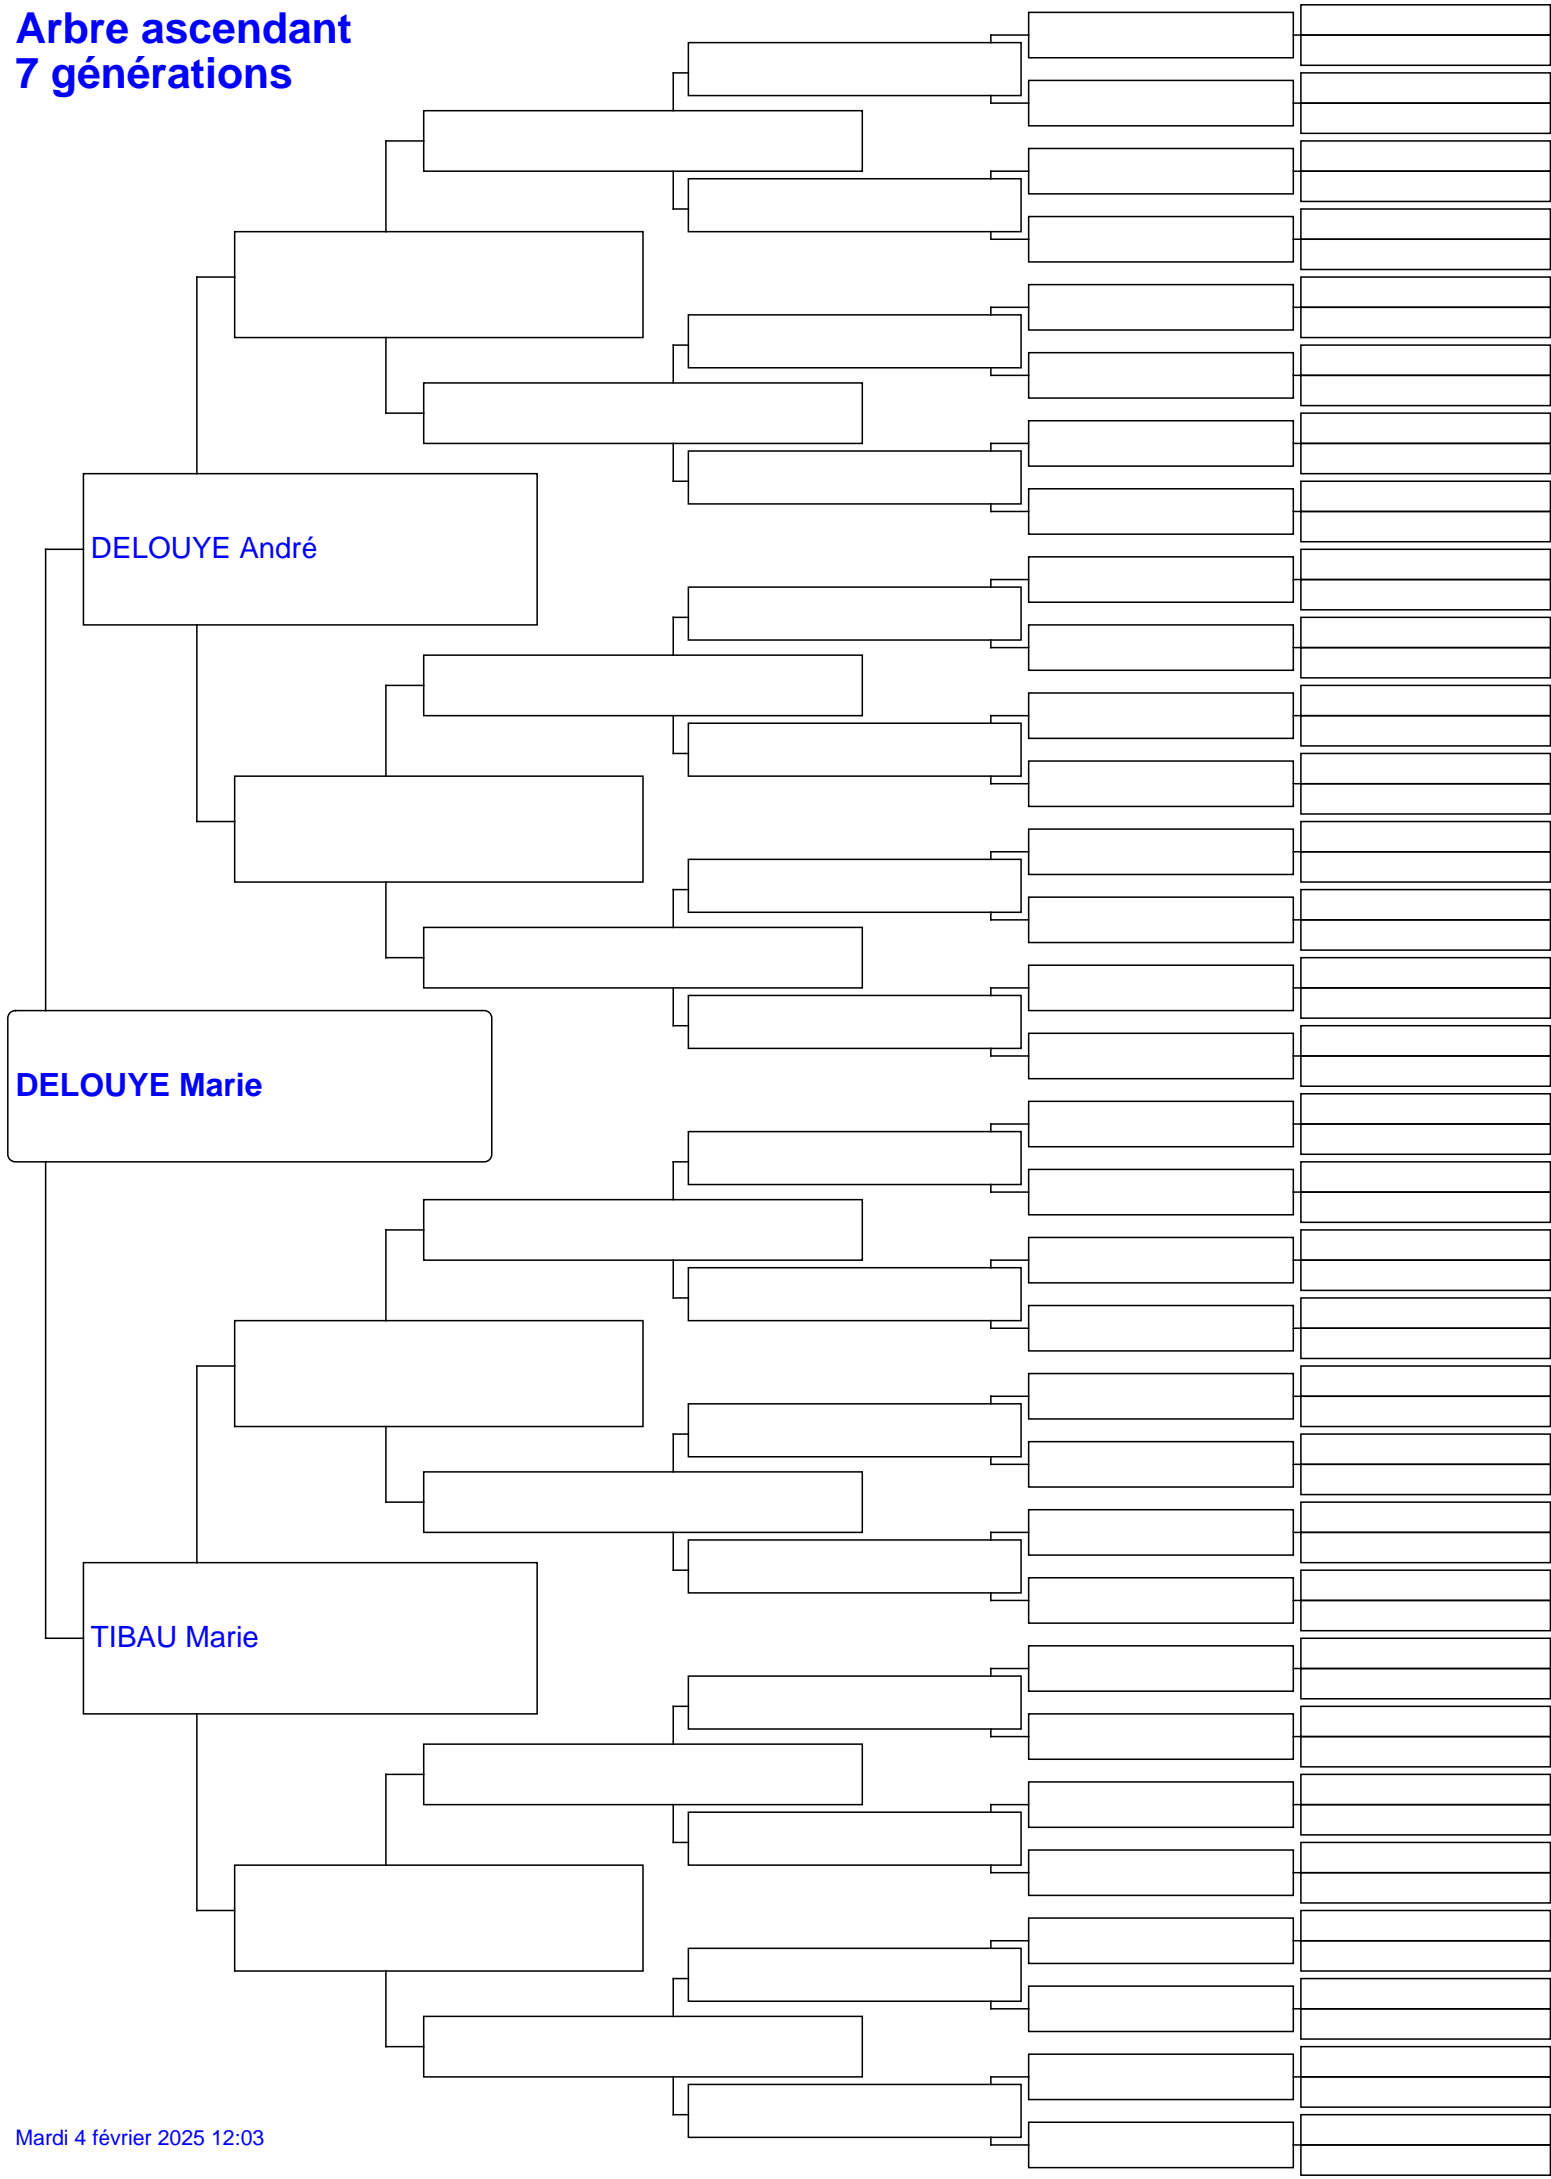 Arbre ascendant
7 générations
DELOUYE André
DELOUYE Marie
TIBAU Marie
Mardi 4 février 2025 12:03